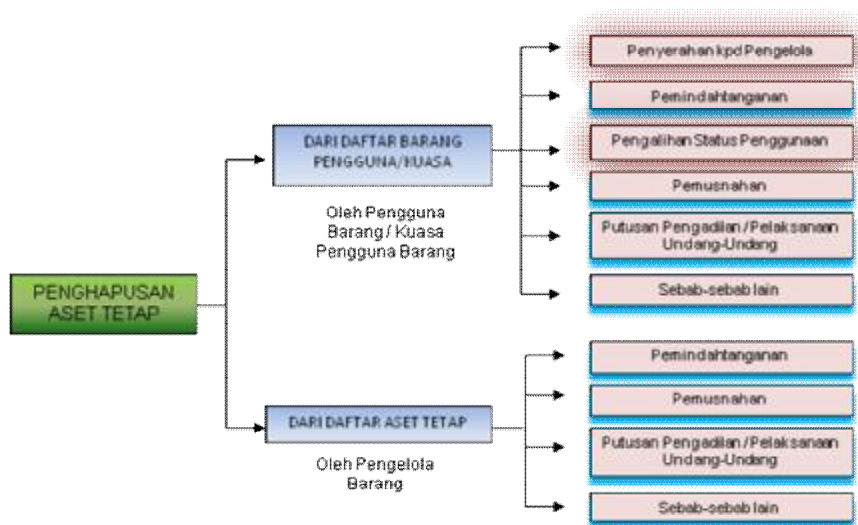 PENGHAPUSAN
ASET TETAP
DARI DAFTAR BARANG
PENGGUNA/KUASA
Oleh Pengguna
Barang / Kuasa
Pengguna Barang
Penyerahan kpd Pengelola
Pemindahtanganan
Pengalihan Status Penggunaan
Pemusnahan
Putusan Pengadilan / Pelaksanaan
Undang-Undang
Sebab-sebab lain
DARI DAFTAR ASET TETAP
Oleh Pengelola
Barang
Pemindahtanganan
Pemusnahan
Putusan Pengadilan / Pelaksanaan
Undang-Undang
Sebab-sebab lain